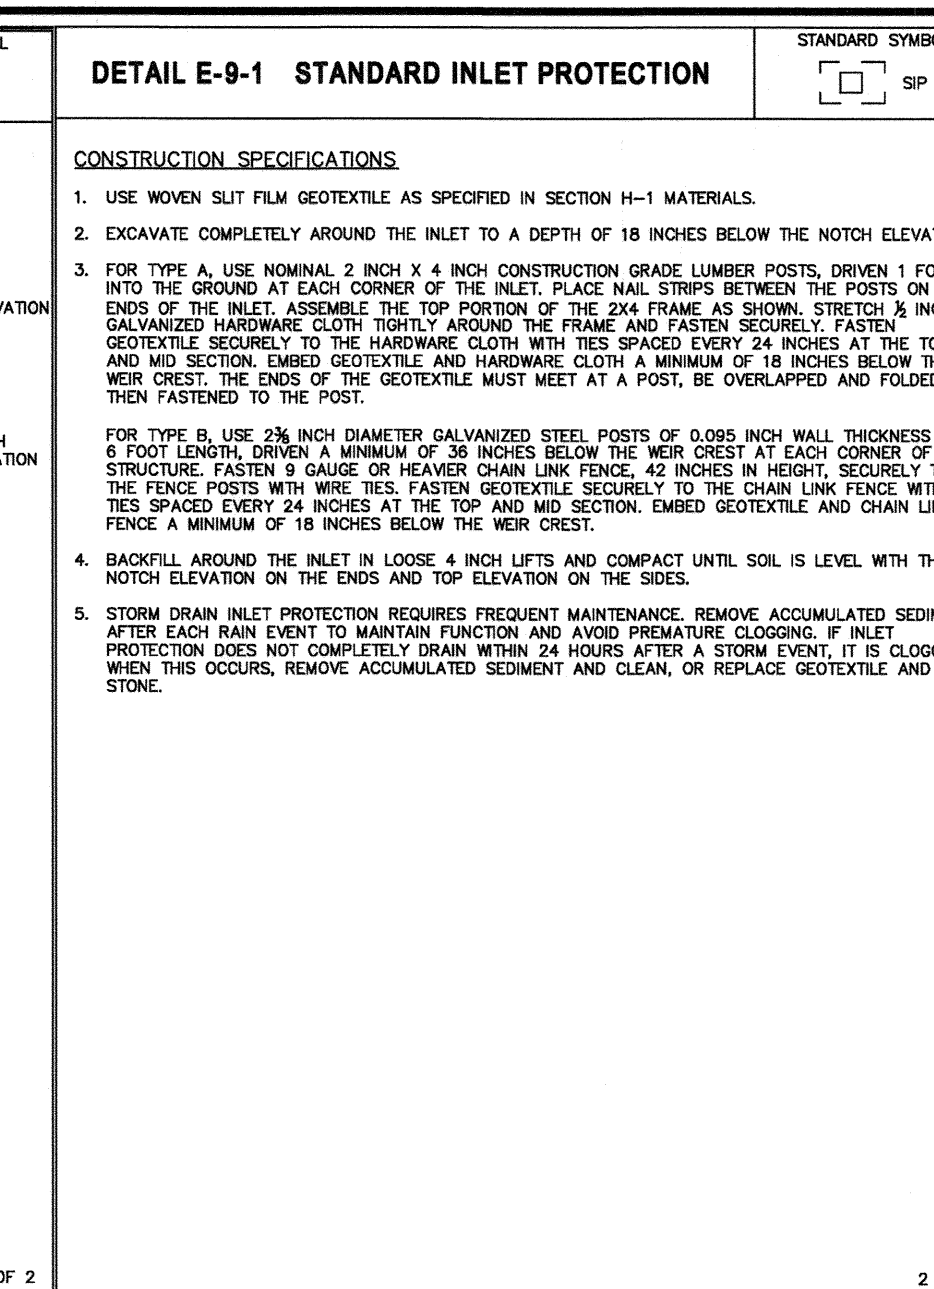 L
VATION
H
ATION
OF 2
DETAIL E-9-1 STANDARD INLET PROTECTION
STANDARD SYMBO
SIP
CONSTRUCTION SPECIFICATIONS
1. USE WOVEN SLIT FILM GEOTEXTILE AS SPECIFIED IN SECTION H-1 MATERIALS.
2. EXCAVATE COMPLETELY AROUND THE INLET TO A DEPTH OF 18 INCHES BELOW THE NOTCH ELEVAT
3. FOR TYPE A, USE NOMINAL 2 INCH X 4 INCH CONSTRUCTION GRADE LUMBER POSTS, DRIVEN 1 FO
INTO THE GROUND AT EACH CORNER OF THE INLET. PLACE NAIL STRIPS BETWEEN THE POSTS ON
ENDS OF THE INLET. ASSEMBLE THE TOP PORTION OF THE 2X4 FRAME AS SHOWN. STRETCH ½ INC
GALVANIZED HARDWARE CLOTH TIGHTLY AROUND THE FRAME AND FASTEN SECURELY. FASTEN
GEOTEXTILE SECURELY TO THE HARDWARE CLOTH WITH TIES SPACED EVERY 24 INCHES AT THE TO
AND MID SECTION. EMBED GEOTEXTILE AND HARDWARE CLOTH A MINIMUM OF 18 INCHES BELOW TH
WEIR CREST. THE ENDS OF THE GEOTEXTILE MUST MEET AT A POST, BE OVERLAPPED AND FOLDED
THEN FASTENED TO THE POST.
FOR TYPE B, USE 2⅜ INCH DIAMETER GALVANIZED STEEL POSTS OF 0.095 INCH WALL THICKNESS
6 FOOT LENGTH, DRIVEN A MINIMUM OF 36 INCHES BELOW THE WEIR CREST AT EACH CORNER OF
STRUCTURE. FASTEN 9 GAUGE OR HEAVIER CHAIN LINK FENCE, 42 INCHES IN HEIGHT, SECURELY T
THE FENCE POSTS WITH WIRE TIES. FASTEN GEOTEXTILE SECURELY TO THE CHAIN LINK FENCE WIT
TIES SPACED EVERY 24 INCHES AT THE TOP AND MID SECTION. EMBED GEOTEXTILE AND CHAIN LI
FENCE A MINIMUM OF 18 INCHES BELOW THE WEIR CREST.
4. BACKFILL AROUND THE INLET IN LOOSE 4 INCH LIFTS AND COMPACT UNTIL SOIL IS LEVEL WITH TH
NOTCH ELEVATION ON THE ENDS AND TOP ELEVATION ON THE SIDES.
5. STORM DRAIN INLET PROTECTION REQUIRES FREQUENT MAINTENANCE. REMOVE ACCUMULATED SEDI
AFTER EACH RAIN EVENT TO MAINTAIN FUNCTION AND AVOID PREMATURE CLOGGING. IF INLET
PROTECTION DOES NOT COMPLETELY DRAIN WITHIN 24 HOURS AFTER A STORM EVENT, IT IS CLOGG
WHEN THIS OCCURS, REMOVE ACCUMULATED SEDIMENT AND CLEAN, OR REPLACE GEOTEXTILE AND
STONE.
2